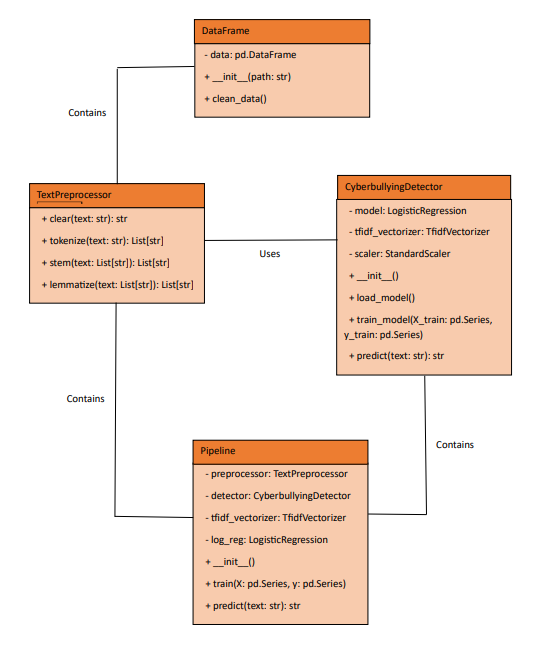 DataFrame
- data: pd.DataFrame
+ __init__(path: str)
+ clean_data()
Contains
TextPreprocessor
+ clear(text: str): str
+ tokenize(text: str): List[str]
+ stem(text: List[str]): List[str]
+ lemmatize(text: List[str]): List[str]
Uses
CyberbullyingDetector
- model: LogisticRegression
- tfidf_vectorizer: TfidfVectorizer
- scaler: StandardScaler
+ __init__()
+ load_model()
+ train_model(X_train: pd.Series,
y_train: pd.Series)
+ predict(text: str): str
Contains
Contains
Pipeline
- preprocessor: TextPreprocessor
- detector: CyberbullyingDetector
- tfidf_vectorizer: TfidfVectorizer
- log_reg: LogisticRegression
+ __init__()
+ train(X: pd.Series, y: pd.Series)
+ predict(text: str): str